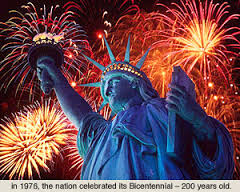 in 1976, the nation celebrated its Bicentennial – 200 years old.